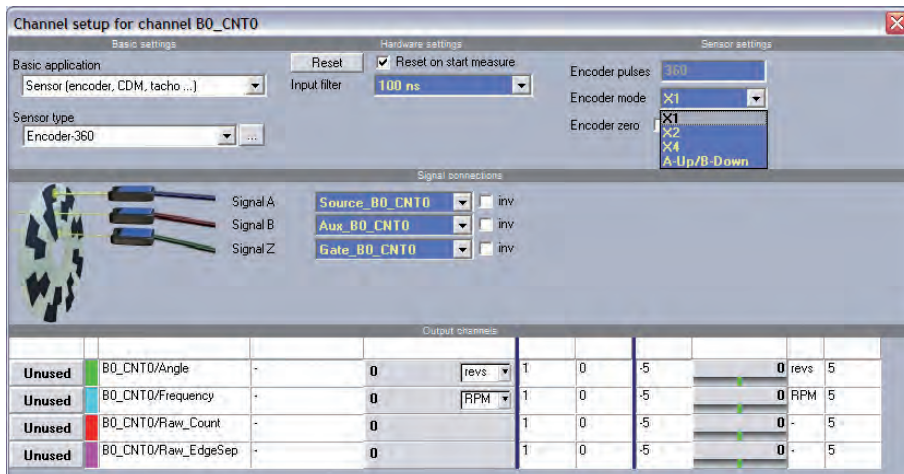 Channel setup for channel B0_CNT0
Basic settings
Hardware settings
Sensor settings
Basic application
Sensor (encoder, CDM, tacho ...)
Sensor type
Encoder-360
...
Reset
Reset on start measure
Input filter
100 ns
Encoder pulses
360
Encoder mode
X1
Encoder zero
X1
X2
X4
A-Up/B-Down
Signal connections
Signal A
Source_B0_CNT0
inv
Signal B
Aux_B0_CNT0
inv
Signal Z
Gate_B0_CNT0
inv
Output channels
Unused B0_CNT0/Angle - 0 revs 1 0 -5 0 revs 5
Unused B0_CNT0/Frequency - 0 RPM 1 0 -5 0 RPM 5
Unused B0_CNT0/Raw_Count - 0 1 0 -5 0 - 5
Unused B0_CNT0/Raw_EdgeSep - 0 1 0 -5 0 - 5